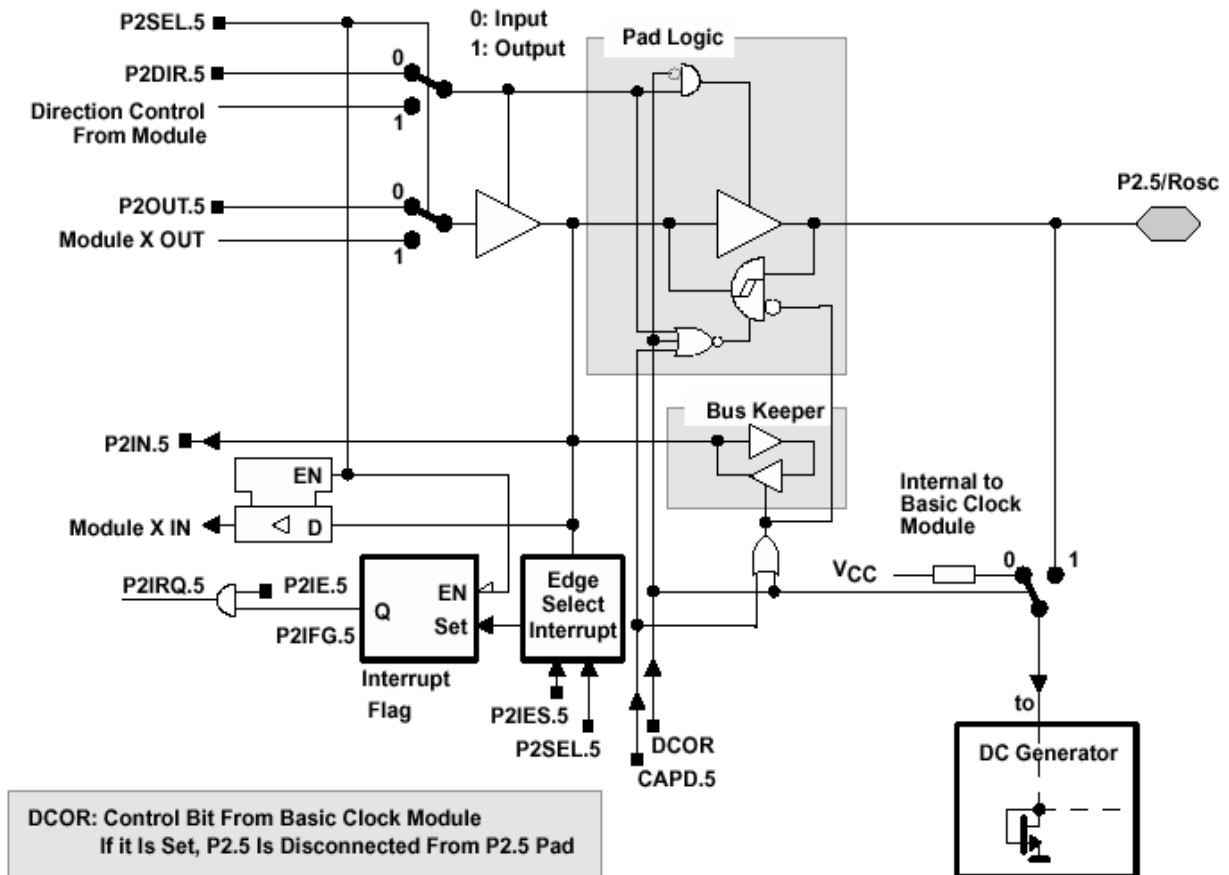 P2SEL.5
0: Input
1: Output
Pad Logic
P2DIR.5
0
Direction Control
From Module
1
P2OUT.5
0
Module X OUT
1
P2.5/Rosc
Bus Keeper
P2IN.5
EN
Module X IN
D
Internal to
Basic Clock
Module
VCC
0
1
P2IRQ.5
P2IE.5
P2IFG.5
Q
EN
Set
Interrupt
Flag
Edge
Select
Interrupt
P2IES.5
P2SEL.5
DCOR
CAPD.5
to
DC Generator
DCOR: Control Bit From Basic Clock Module
If it Is Set, P2.5 Is Disconnected From P2.5 Pad